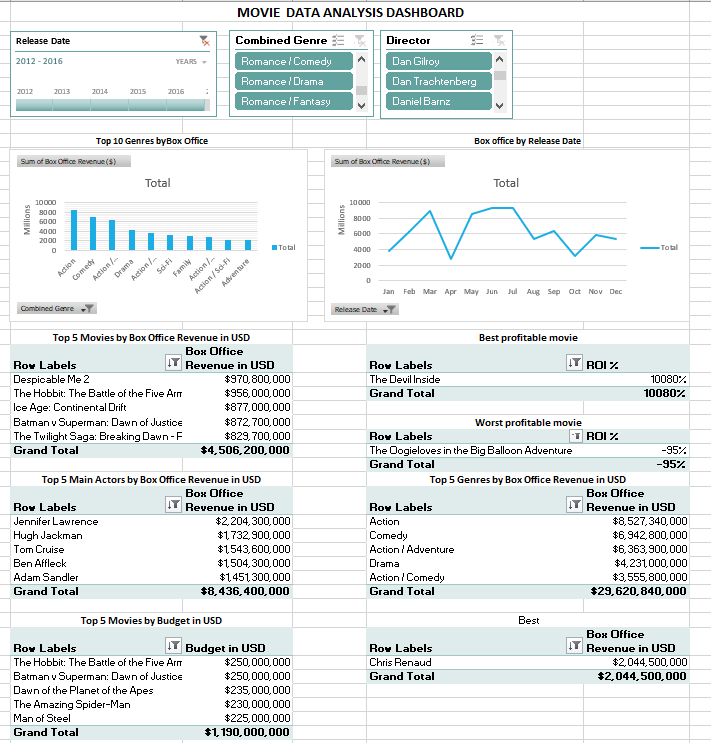 MOVIE DATA ANALYSIS DASHBOARD
Release Date
2012 - 2016 YEARS
2012 2013 2014 2015 2016 2
Combined Genre
Romance / Comedy
Romance / Drama
Romance / Fantasy
Director
Dan Gilroy
Dan Trachtenberg
Daniel Barnz
Top 10 Genres by Box Office
Sum of Box Office Revenue ($)
Total
Millions
10000
8000
6000
4000
2000
0
Action
Comedy
Action /...
Drama
Action /...
Sci-Fi
Family
Action /...
Action / Sci-Fi
Adventure
Total
Combined Genre
Box office by Release Date
Sum of Box Office Revenue ($)
Total
Millions
10000
8000
6000
4000
2000
0
Jan Feb Mar Apr May Jun Jul Aug Sep Oct Nov Dec
Total
Release Date
Top 5 Movies by Box Office Revenue in USD
Box Office
Row Labels Revenue in USD
Despicable Me 2 $970,800,000
The Hobbit: The Battle of the Five Arm $956,000,000
Ice Age: Continental Drift $877,000,000
Batman v Superman: Dawn of Justice $872,700,000
The Twilight Saga: Breaking Dawn - F $829,700,000
Grand Total $4,506,200,000
Best profitable movie
Row Labels ROI %
The Devil Inside 10080%
Grand Total 10080%
Worst profitable movie
Row Labels ROI %
The Oogieloves in the Big Balloon Adventure -95%
Grand Total -95%
Top 5 Main Actors by Box Office Revenue in USD
Box Office
Row Labels Revenue in USD
Jennifer Lawrence $2,204,300,000
Hugh Jackman $1,732,900,000
Tom Cruise $1,543,600,000
Ben Affleck $1,504,300,000
Adam Sandler $1,451,300,000
Grand Total $8,436,400,000
Top 5 Genres by Box Office Revenue in USD
Box Office
Row Labels Revenue in USD
Action $8,527,340,000
Comedy $6,942,800,000
Action / Adventure $6,363,900,000
Drama $4,231,000,000
Action / Comedy $3,555,800,000
Grand Total $29,620,840,000
Top 5 Movies by Budget in USD
Row Labels Budget in USD
The Hobbit: The Battle of the Five Arm $250,000,000
Batman v Superman: Dawn of Justice $250,000,000
Dawn of the Planet of the Apes $235,000,000
The Amazing Spider-Man $230,000,000
Man of Steel $225,000,000
Grand Total $1,190,000,000
Best
Box Office
Row Labels Revenue in USD
Chris Renaud $2,044,500,000
Grand Total $2,044,500,000